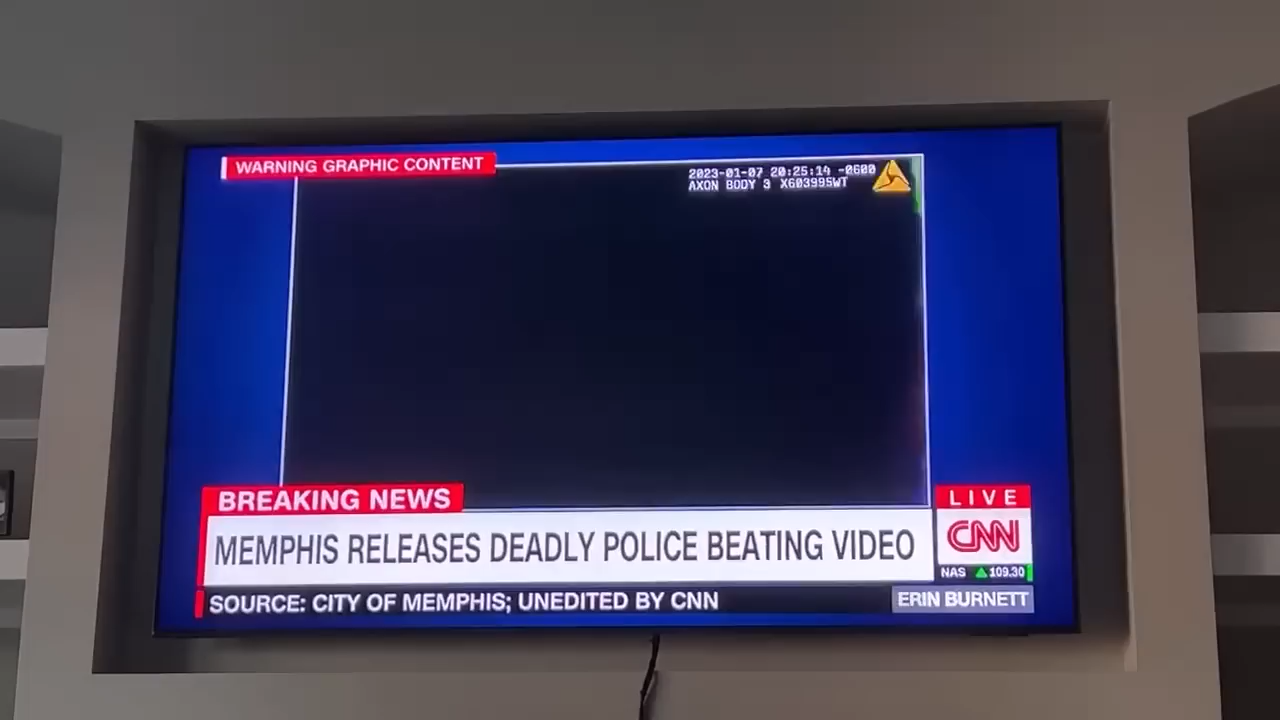 WARNING GRAPHIC CONTENT
2023-01-07 20:25:14 -0600
AXON BODY 3 X603995WT
BREAKING NEWS
LIVE
MEMPHIS RELEASES DEADLY POLICE BEATING VIDEO
CNN
NAS ▲109.30
SOURCE: CITY OF MEMPHIS; UNEDITED BY CNN
ERIN BURNETT